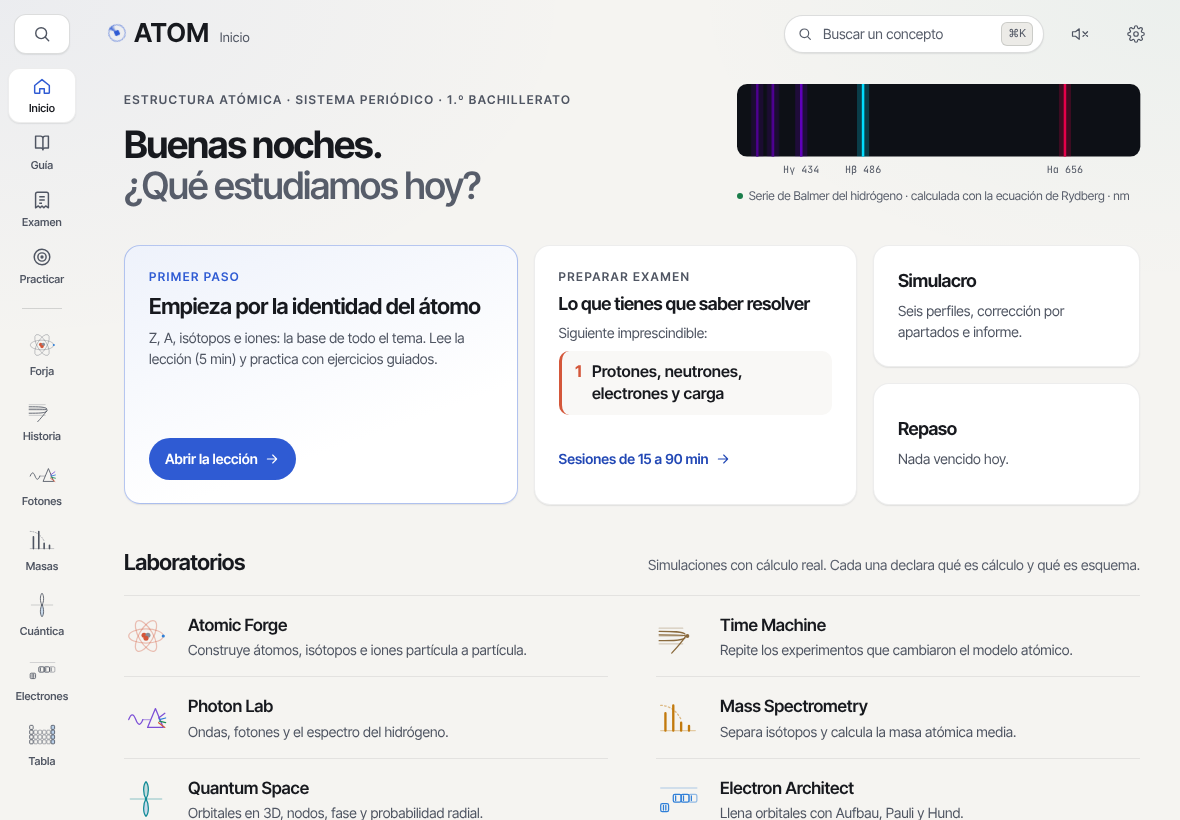 ATOM Inicio
Buscar un concepto ⌘K
Inicio
Guía
Examen
Practicar
Forja
Historia
Fotones
Masas
Cuántica
Electrones
Tabla
ESTRUCTURA ATÓMICA · SISTEMA PERIÓDICO · 1.º BACHILLERATO
Buenas noches.
¿Qué estudiamos hoy?
Hγ 434 Hβ 486 Hα 656
Serie de Balmer del hidrógeno · calculada con la ecuación de Rydberg · nm
PRIMER PASO
Empieza por la identidad del átomo
Z, A, isótopos e iones: la base de todo el tema. Lee la
lección (5 min) y practica con ejercicios guiados.
Abrir la lección →
PREPARAR EXAMEN
Lo que tienes que saber resolver
Siguiente imprescindible:
1 Protones, neutrones,
electrones y carga
Sesiones de 15 a 90 min →
Simulacro
Seis perfiles, corrección por
apartados e informe.
Repaso
Nada vencido hoy.
Laboratorios
Simulaciones con cálculo real. Cada una declara qué es cálculo y qué es esquema.
Atomic Forge
Construye átomos, isótopos e iones partícula a partícula.
Time Machine
Repite los experimentos que cambiaron el modelo atómico.
Photon Lab
Ondas, fotones y el espectro del hidrógeno.
Mass Spectrometry
Separa isótopos y calcula la masa atómica media.
Quantum Space
Orbitales en 3D, nodos, fase y probabilidad radial.
Electron Architect
Llena orbitales con Aufbau, Pauli y Hund.